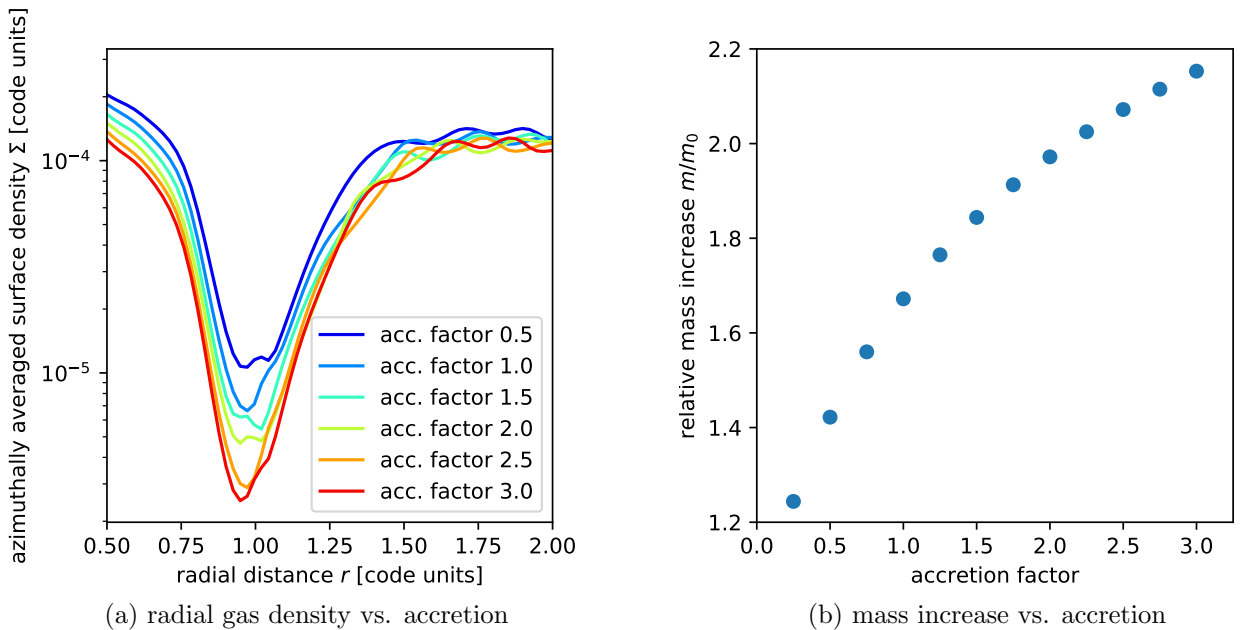 azimuthally averaged surface density Σ [code units]
10⁻⁴
10⁻⁵
acc. factor 0.5
acc. factor 1.0
acc. factor 1.5
acc. factor 2.0
acc. factor 2.5
acc. factor 3.0
0.50 0.75 1.00 1.25 1.50 1.75 2.00
radial distance r [code units]
(a) radial gas density vs. accretion
relative mass increase m/m₀
2.2
2.0
1.8
1.6
1.4
1.2
0.0 0.5 1.0 1.5 2.0 2.5 3.0
accretion factor
(b) mass increase vs. accretion